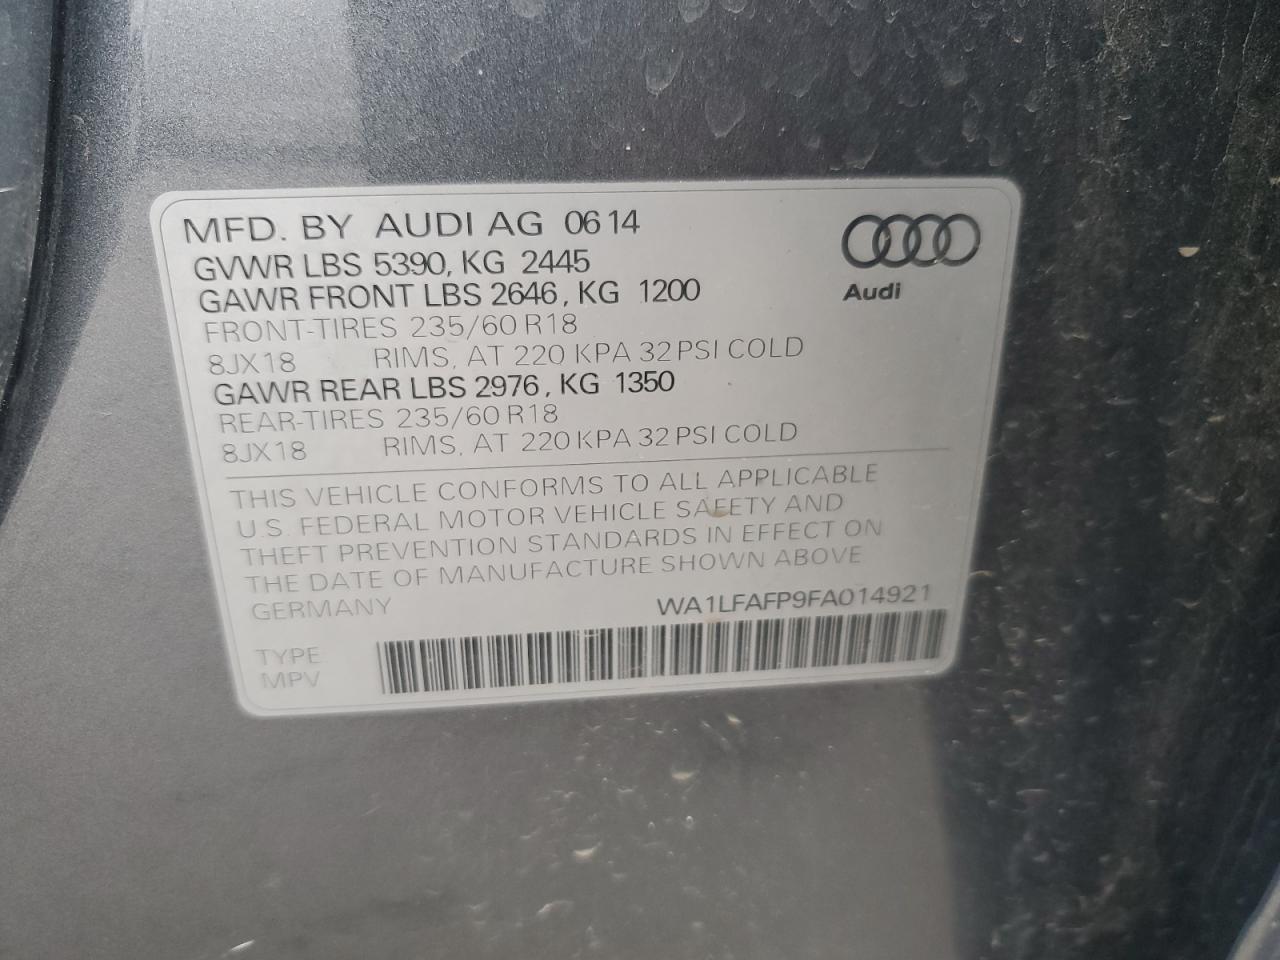 MFD. BY AUDI AG 0614
GVWR LBS 5390, KG 2445
GAWR FRONT LBS 2646, KG 1200
FRONT-TIRES 235/60 R18
8JX18 RIMS, AT 220 KPA 32 PSI COLD
GAWR REAR LBS 2976, KG 1350
REAR-TIRES 235/60 R18
8JX18 RIMS, AT 220 KPA 32 PSI COLD
Audi
THIS VEHICLE CONFORMS TO ALL APPLICABLE
U.S. FEDERAL MOTOR VEHICLE SAFETY AND
THEFT PREVENTION STANDARDS IN EFFECT ON
THE DATE OF MANUFACTURE SHOWN ABOVE
GERMANY WA1LFAFP9FA014921
TYPE
MPV